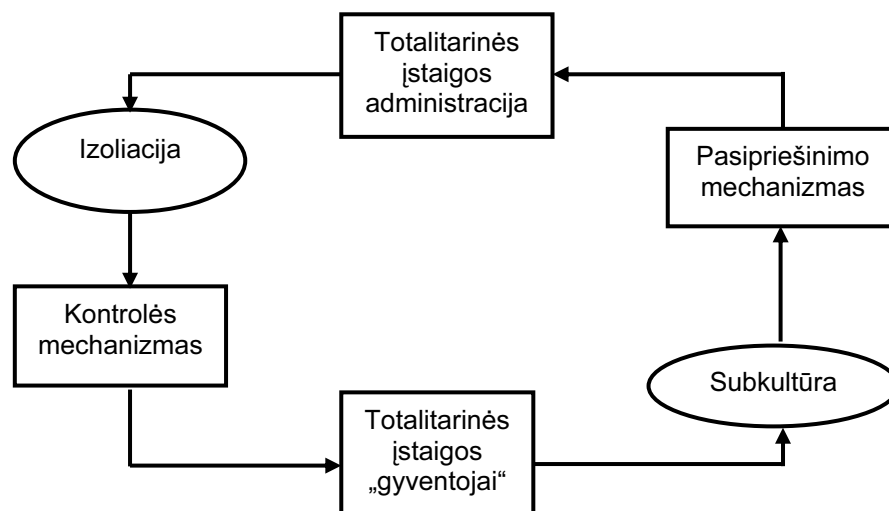 Totalitarinės
įstaigos
administracija
Izoliacija
Pasipriešinimo
mechanizmas
Kontrolės
mechanizmas
Subkultūra
Totalitarinės
įstaigos
„gyventojai“